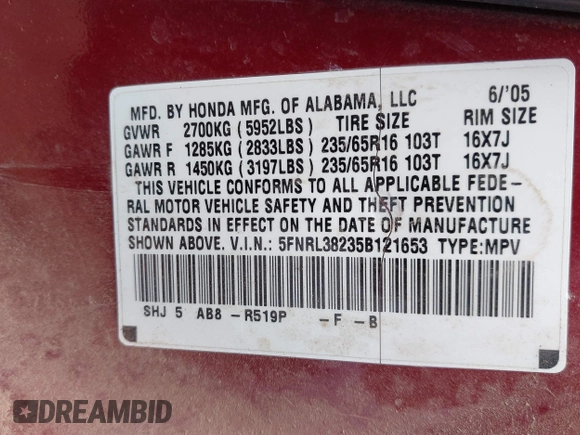 MFD. BY HONDA MFG. OF ALABAMA, LLC 6/'05
GVWR 2700KG (5952LBS) TIRE SIZE RIM SIZE
GAWR F 1285KG (2833LBS) 235/65R16 103T 16X7J
GAWR R 1450KG (3197LBS) 235/65R16 103T 16X7J
THIS VEHICLE CONFORMS TO ALL APPLICABLE FEDE-
RAL MOTOR VEHICLE SAFETY AND THEFT PREVENTION
STANDARDS IN EFFECT ON THE DATE OF MANUFACTURE
SHOWN ABOVE. V.I.N.: 5FNRL38235B121653 TYPE:MPV
SHJ 5 AB8 -R519P -F -B
DREAMBID